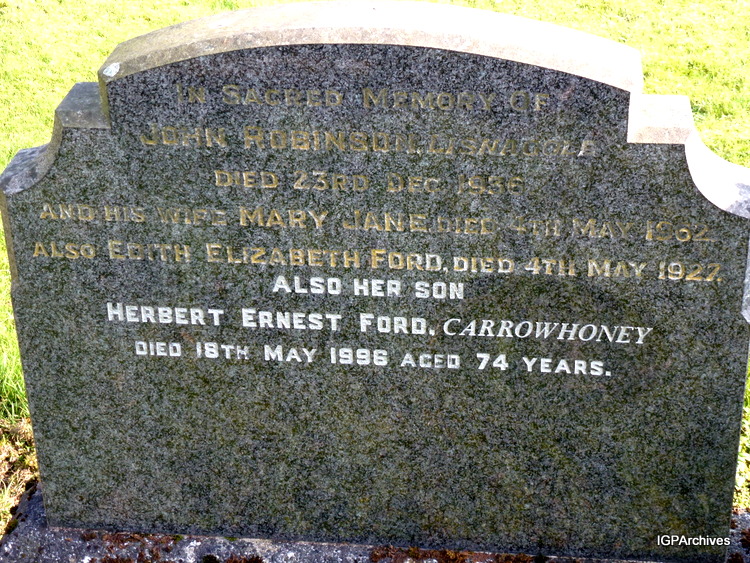 In Sacred Memory Of
John Robinson, Lisnagole
died 23rd Dec. 1936
and his wife Mary Jane, died 4th May 1962.
also Edith Elizabeth Ford, died 4th May 1927.
also her son
Herbert Ernest Ford, CARROWHONEY
died 18th May 1996 aged 74 years.
IGPArchives